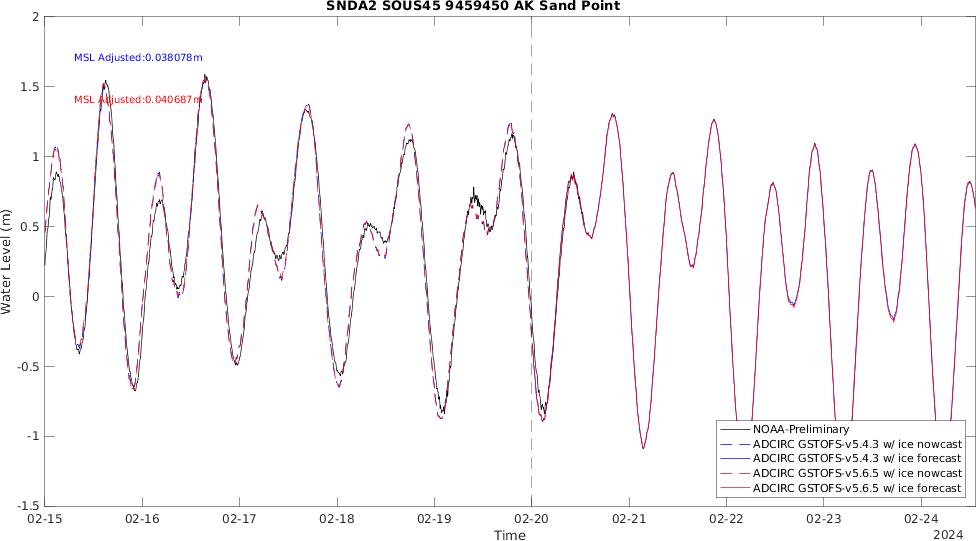 SNDA2 SOUS45 9459450 AK Sand Point
2
1.5
1
0.5
0
-0.5
-1
-1.5
Water Level (m)
MSL Adjusted:0.038078m
MSL Adjusted:0.040687m
NOAA-Preliminary
ADCIRC GSTOFS-v5.4.3 w/ ice nowcast
ADCIRC GSTOFS-v5.4.3 w/ ice forecast
ADCIRC GSTOFS-v5.6.5 w/ ice nowcast
ADCIRC GSTOFS-v5.6.5 w/ ice forecast
02-15 02-16 02-17 02-18 02-19 02-20 02-21 02-22 02-23 02-24
Time
2024